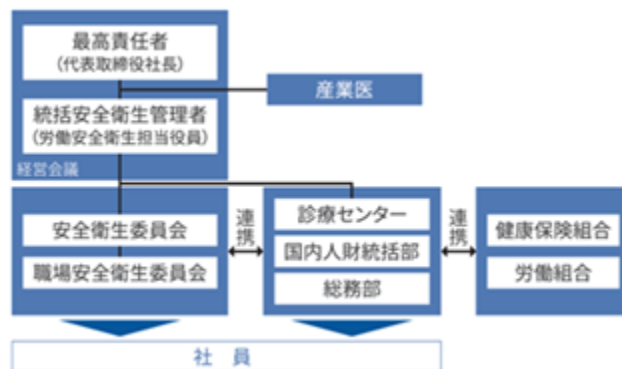 最高責任者
（代表取締役社長）
産業医
統括安全衛生管理者
（労働安全衛生担当役員）
経営会議
安全衛生委員会
職場安全衛生委員会
連携
診療センター
国内人財統括部
総務部
連携
健康保険組合
労働組合
社　員